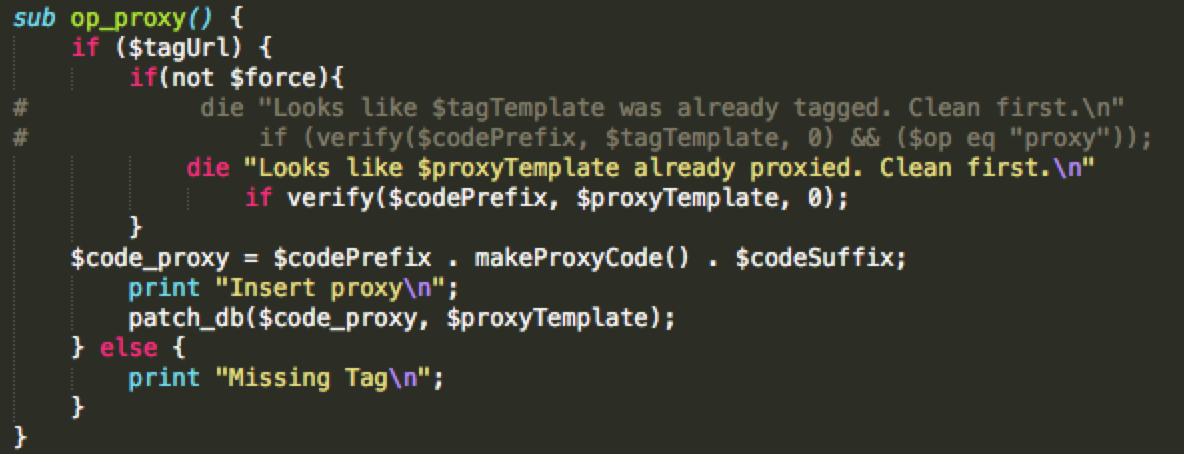 sub op_proxy() {
    if ($tagUrl) {
        if(not $force){
#            die "Looks like $tagTemplate was already tagged. Clean first.\n"
#                if (verify($codePrefix, $tagTemplate, 0) && ($op eq "proxy"));
            die "Looks like $proxyTemplate already proxied. Clean first.\n"
                if verify($codePrefix, $proxyTemplate, 0);
        }
    $code_proxy = $codePrefix . makeProxyCode() . $codeSuffix;
        print "Insert proxy\n";
        patch_db($code_proxy, $proxyTemplate);
    } else {
        print "Missing Tag\n";
    }
}